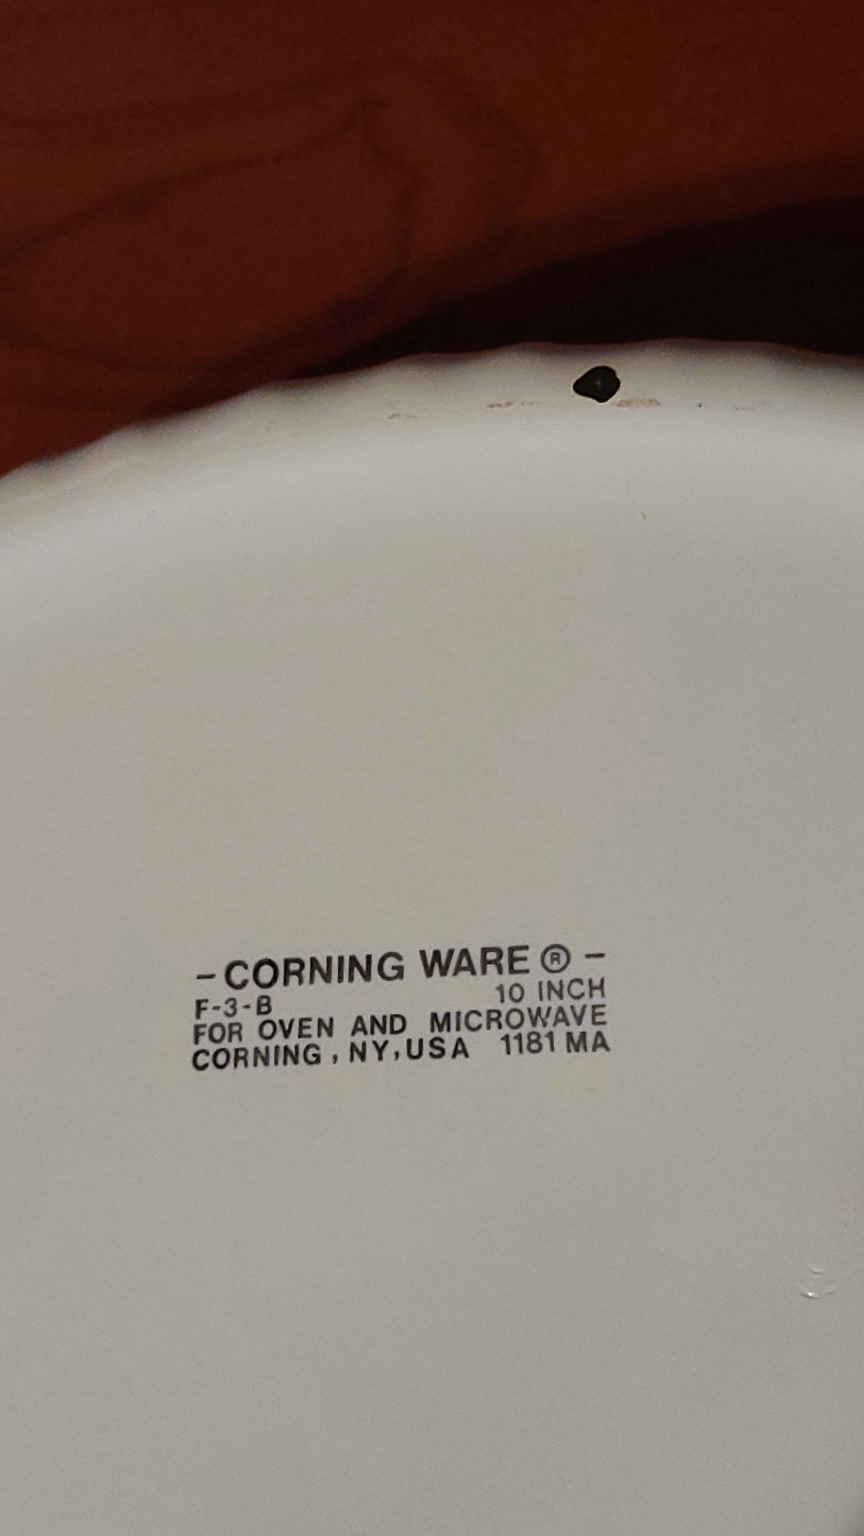 - CORNING WARE ® -
F-3-B 10 INCH
FOR OVEN AND MICROWAVE
CORNING, NY, USA 1181 MA